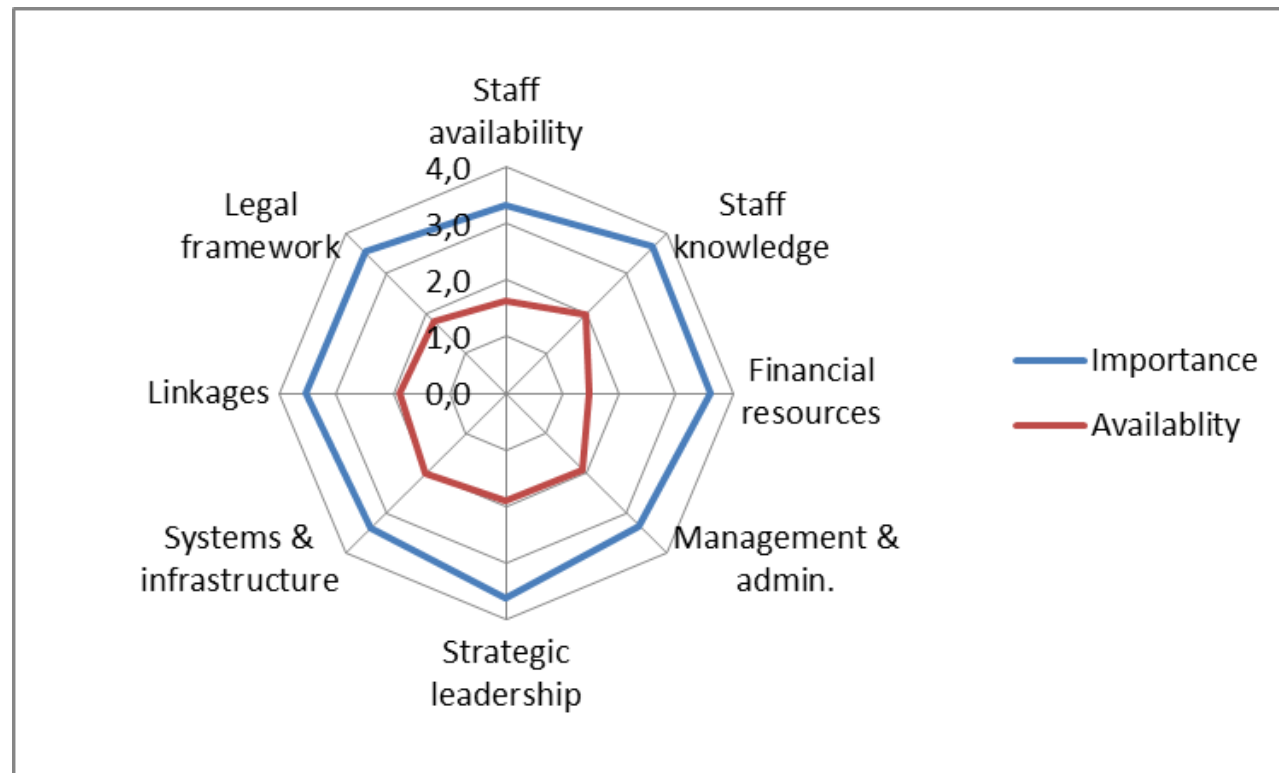 Staff
availability
4,0
3,0
2,0
1,0
0,0
Staff
knowledge
Financial
resources
Management &
admin.
Strategic
leadership
Systems &
infrastructure
Linkages
Legal
framework
Importance
Availablity